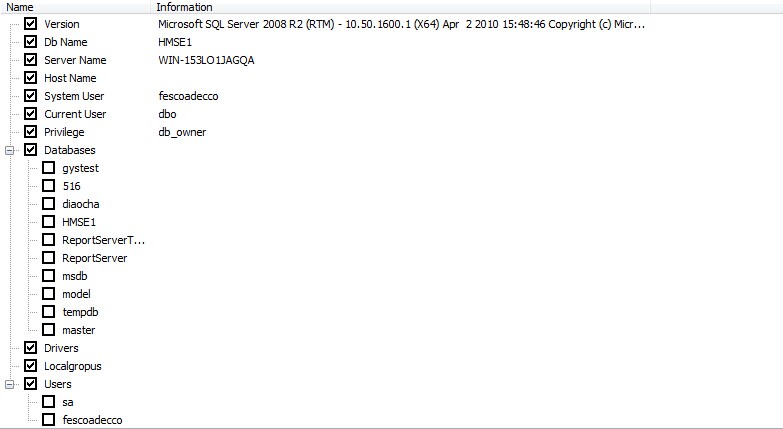 Name Information
Version Microsoft SQL Server 2008 R2 (RTM) - 10.50.1600.1 (X64) Apr 2 2010 15:48:46 Copyright (c) Micr...
Db Name HMSE1
Server Name WIN-153LO1JAGQA
Host Name
System User fescoadecco
Current User dbo
Privilege db_owner
Databases
gystest
516
diaocha
HMSE1
ReportServerT...
ReportServer
msdb
model
tempdb
master
Drivers
Localgropus
Users
sa
fescoadecco